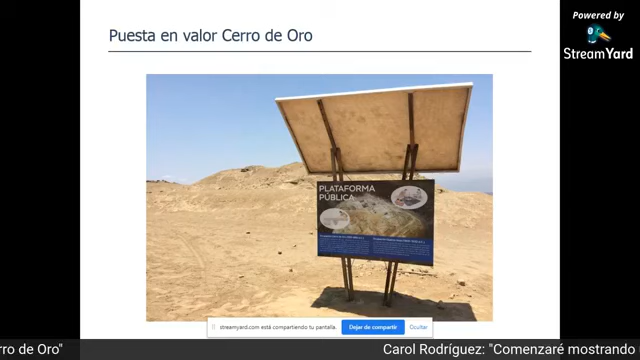 Puesta en valor Cerro de Oro
Powered by
StreamYard
PLATAFORMA
PÚBLICA
streamyard.com está compartiendo tu pantalla.
Dejar de compartir
Ocultar
rro de Oro"
Carol Rodríguez: "Comenzaré mostrando